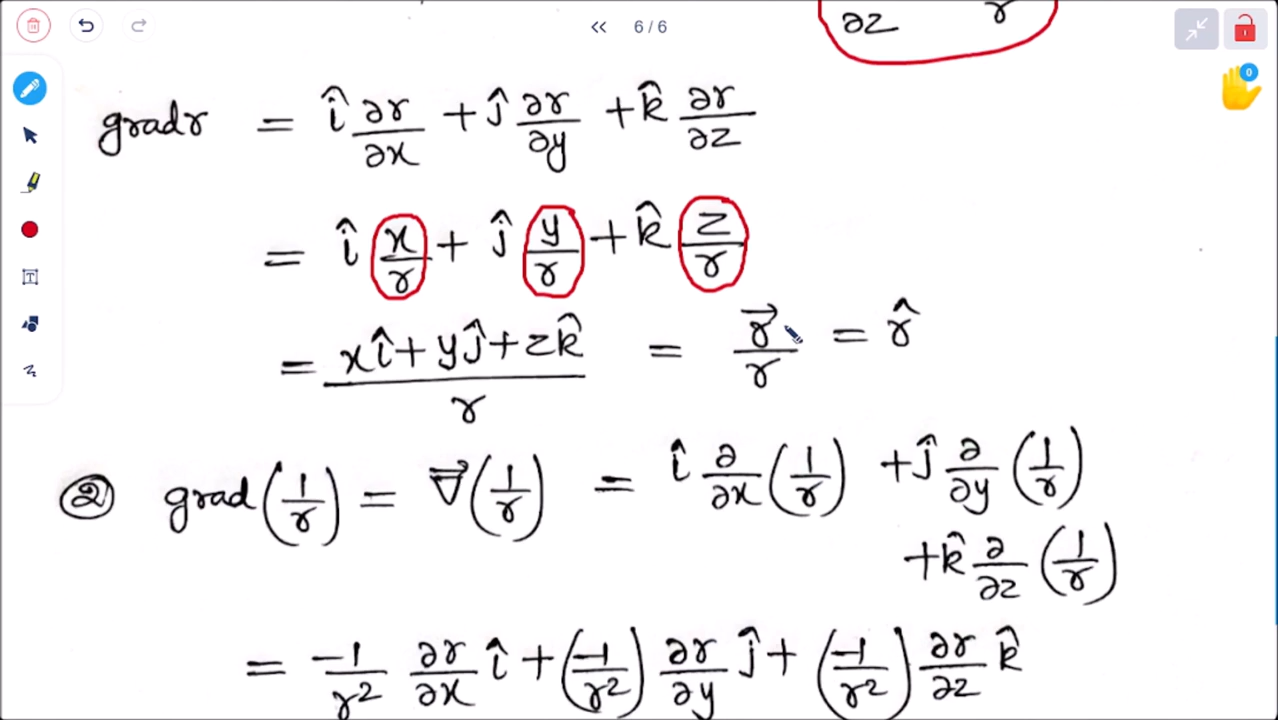 « 6 / 6
∂z r
0
grad r = î ∂r/∂x + ĵ ∂r/∂y + k̂ ∂r/∂z
= î x/r + ĵ y/r + k̂ z/r
= xî + yĵ + zk̂ / r = r⃗/r = r̂
② grad(1/r) = ∇⃗(1/r) = î ∂/∂x (1/r) + ĵ ∂/∂y (1/r)
+ k̂ ∂/∂z (1/r)
= -1/r² ∂r/∂x î + (-1/r²) ∂r/∂y ĵ + (-1/r²) ∂r/∂z k̂